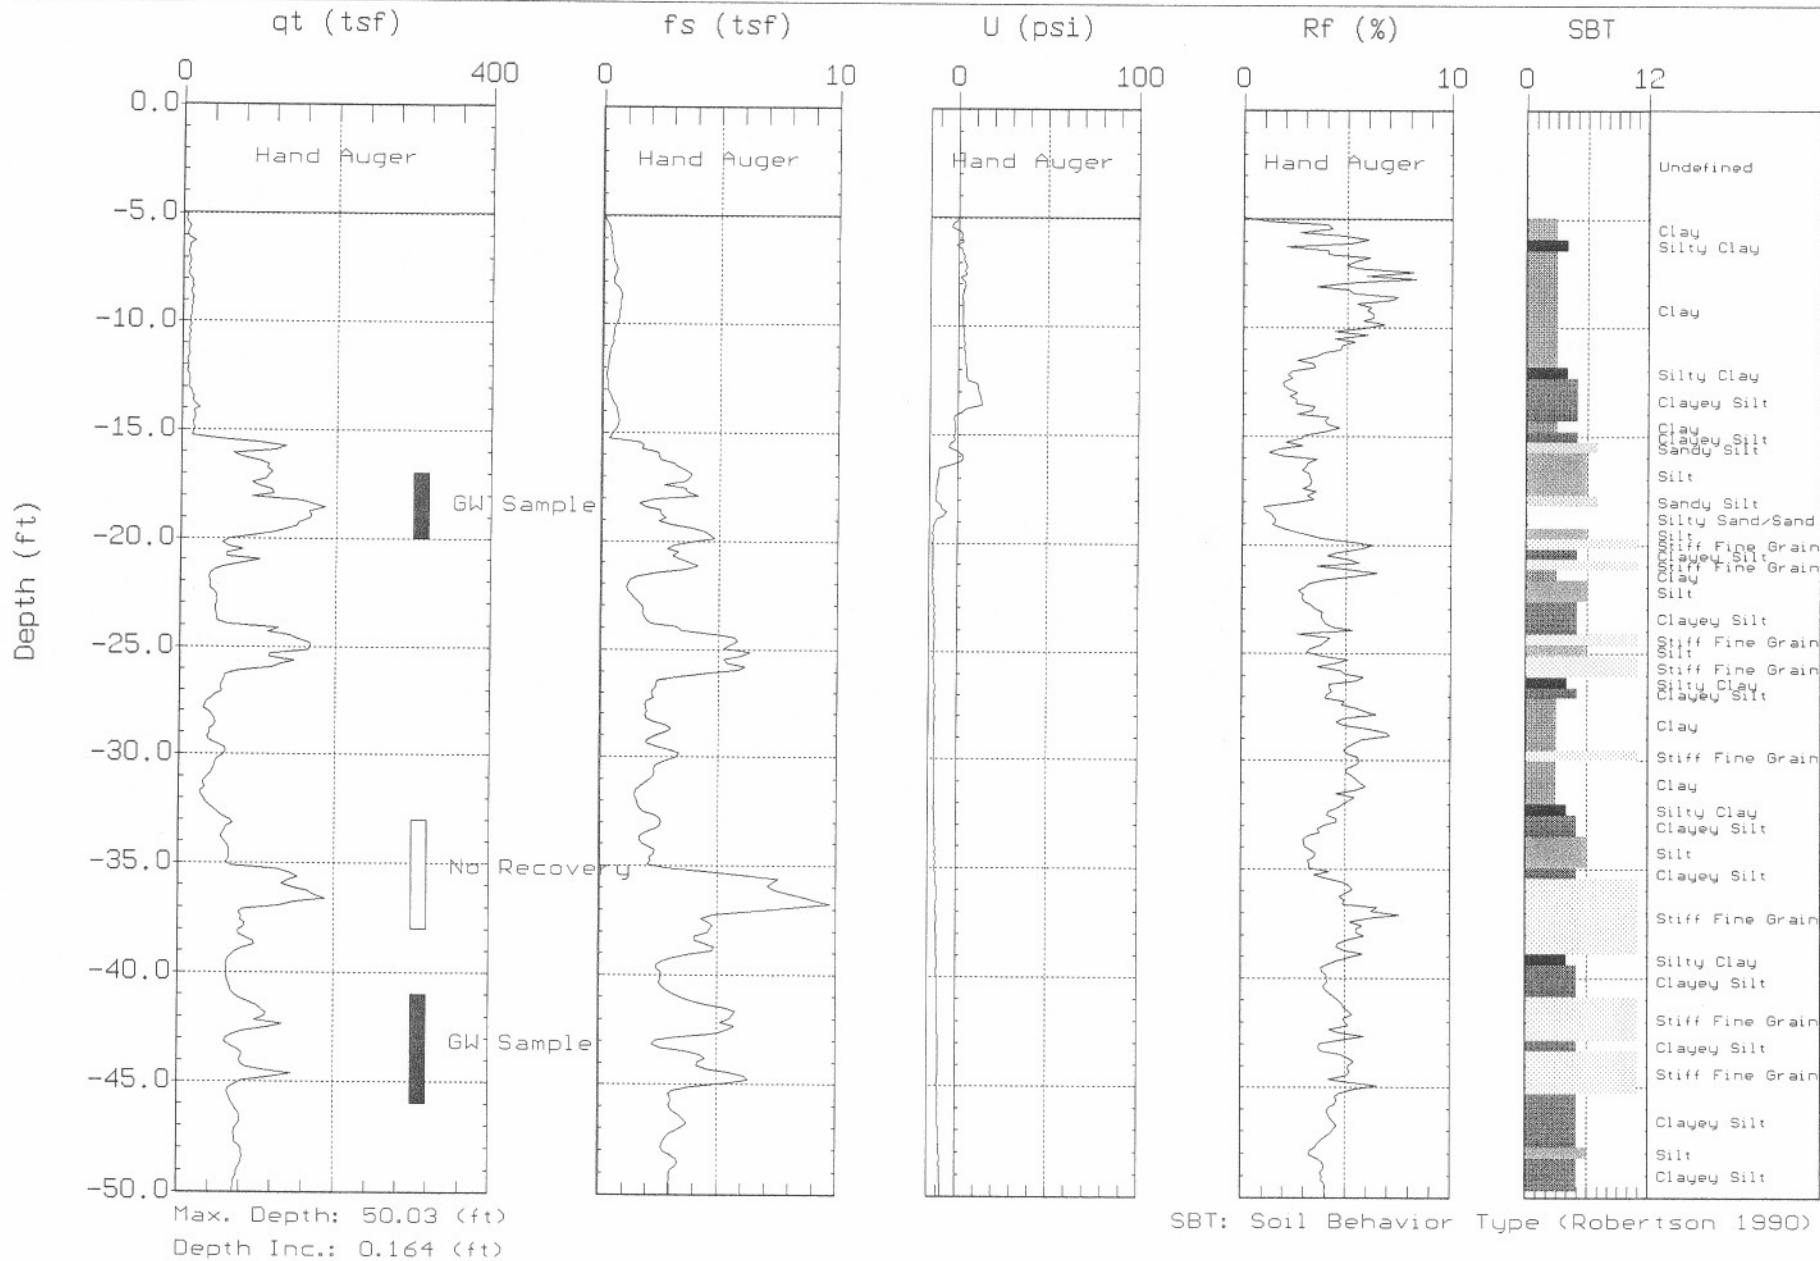 qt (tsf) fs (tsf) U (psi) Rf (%) SBT
0 400 0 10 0 100 0 10 0 12
0.0
Hand Auger Hand Auger Hand Auger Hand Auger
Undefined
-5.0
Clay
Silty Clay
-10.0
Clay
Silty Clay
Clayey Silt
-15.0
Clay
Clayey Silt
Sandy Silt
Silt
GW Sample
Sandy Silt
Silty Sand/Sand
-20.0
Silt
Stiff Fine Grain
Clayey Silt
Stiff Fine Grain
Clay
Silt
Depth (ft)
Clayey Silt
-25.0
Stiff Fine Grain
Silt
Stiff Fine Grain
Silty Clay
Clayey Silt
Clay
-30.0
Stiff Fine Grain
Clay
Silty Clay
Clayey Silt
-35.0
No Recovery
Silt
Clayey Silt
Stiff Fine Grain
-40.0
Silty Clay
Clayey Silt
GW Sample
Stiff Fine Grain
Clayey Silt
-45.0
Stiff Fine Grain
Clayey Silt
Silt
Clayey Silt
-50.0
Max. Depth: 50.03 (ft)
Depth Inc.: 0.164 (ft)
SBT: Soil Behavior Type (Robertson 1990)